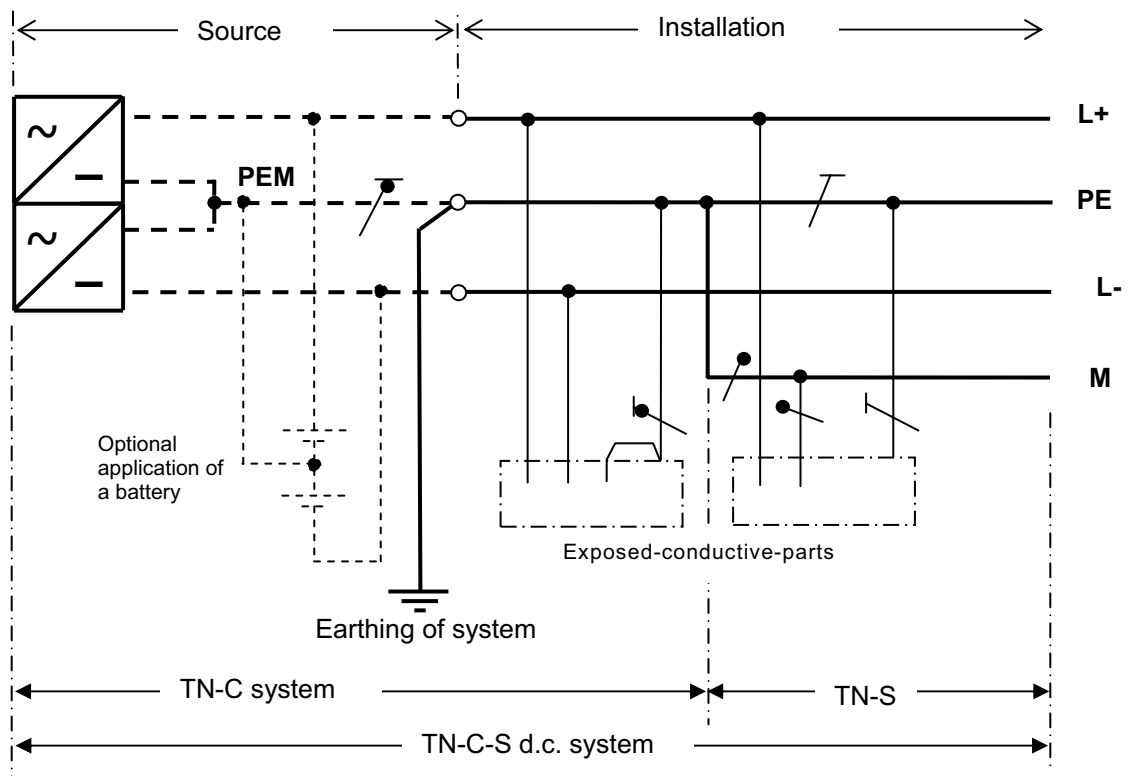 Source
Installation
L+
PEM
PE
L-
M
Optional
application of
a battery
Exposed-conductive-parts
Earthing of system
TN-C system
TN-S
TN-C-S d.c. system